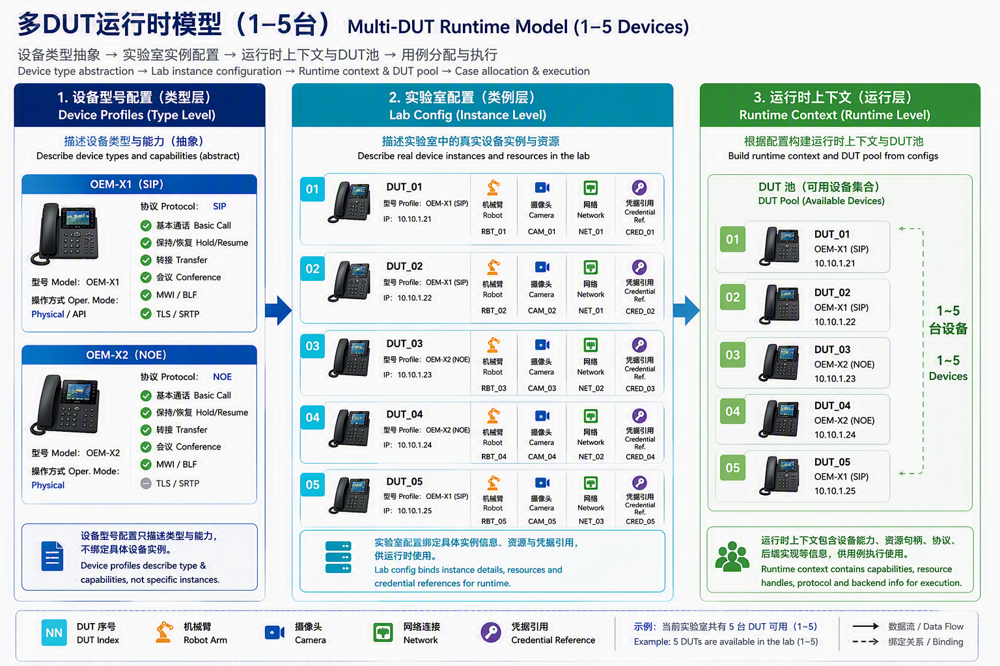 多DUT运行时模型（1–5台） Multi-DUT Runtime Model (1–5 Devices)
设备类型抽象 → 实验室实例配置 → 运行时上下文与DUT池 → 用例分配与执行
Device type abstraction → Lab instance configuration → Runtime context & DUT pool → Case allocation & execution
1. 设备型号配置（类型层）
Device Profiles (Type Level)
描述设备类型与能力（抽象）
Describe device types and capabilities (abstract)
OEM-X1（SIP）
协议 Protocol: SIP
基本通话 Basic Call
保持/恢复 Hold/Resume
转接 Transfer
会议 Conference
MWI / BLF
TLS / SRTP
型号 Model: OEM-X1
操作方式 Oper. Mode:
Physical / API
OEM-X2（NOE）
协议 Protocol: NOE
基本通话 Basic Call
保持/恢复 Hold/Resume
转接 Transfer
会议 Conference
MWI / BLF
TLS / SRTP
型号 Model: OEM-X2
操作方式 Oper. Mode:
Physical
设备型号配置只描述类型与能力，
不绑定具体设备实例。
Device profiles describe type &
capabilities, not specific instances.
2. 实验室配置（类例层）
Lab Config (Instance Level)
描述实验室中的真实设备实例与资源
Describe real device instances and resources in the lab
01
DUT_01
型号 Profile: OEM-X1 (SIP)
IP: 10.10.1.21
机械臂
Robot
RBT_01
摄像头
Camera
CAM_01
网络
Network
NET_01
凭据引用
Credential
Ref.
CRED_01
02
DUT_02
型号 Profile: OEM-X1 (SIP)
IP: 10.10.1.22
机械臂
Robot
RBT_02
摄像头
Camera
CAM_02
网络
Network
NET_01
凭据引用
Credential
Ref.
CRED_02
03
DUT_03
型号 Profile: OEM-X2 (NOE)
IP: 10.10.1.23
机械臂
Robot
RBT_03
摄像头
Camera
CAM_03
网络
Network
NET_02
凭据引用
Credential
Ref.
CRED_03
04
DUT_04
型号 Profile: OEM-X2 (NOE)
IP: 10.10.1.24
机械臂
Robot
RBT_04
摄像头
Camera
CAM_04
网络
Network
NET_02
凭据引用
Credential
Ref.
CRED_04
05
DUT_05
型号 Profile: OEM-X1 (SIP)
IP: 10.10.1.25
机械臂
Robot
RBT_05
摄像头
Camera
CAM_05
网络
Network
NET_03
凭据引用
Credential
Ref.
CRED_05
实验室配置绑定具体实例信息、资源与凭据引用，
供运行时使用。
Lab config binds instance details, resources and
credential references for runtime.
3. 运行时上下文（运行层）
Runtime Context (Runtime Level)
根据配置构建运行时上下文与DUT池
Build runtime context and DUT pool from configs
DUT 池（可用设备集合）
DUT Pool (Available Devices)
01
DUT_01
OEM-X1 (SIP)
10.10.1.21
02
DUT_02
OEM-X1 (SIP)
10.10.1.22
03
DUT_03
OEM-X2 (NOE)
10.10.1.23
04
DUT_04
OEM-X2 (NOE)
10.10.1.24
05
DUT_05
OEM-X1 (SIP)
10.10.1.25
1~5
台设备
1~5
Devices
运行时上下文包含设备能力、资源句柄、协议、
后端实现等信息，供用例执行使用。
Runtime context contains capabilities, resource
handles, protocol and backend info for execution.
NN
DUT 序号
DUT Index
机械臂
Robot Arm
摄像头
Camera
网络连接
Network
凭据引用
Credential Reference
示例：当前实验室共有 5 台 DUT 可用（1~5）
Example: 5 DUTs are available in the lab (1–5)
数据流 / Data Flow
绑定关系 / Binding